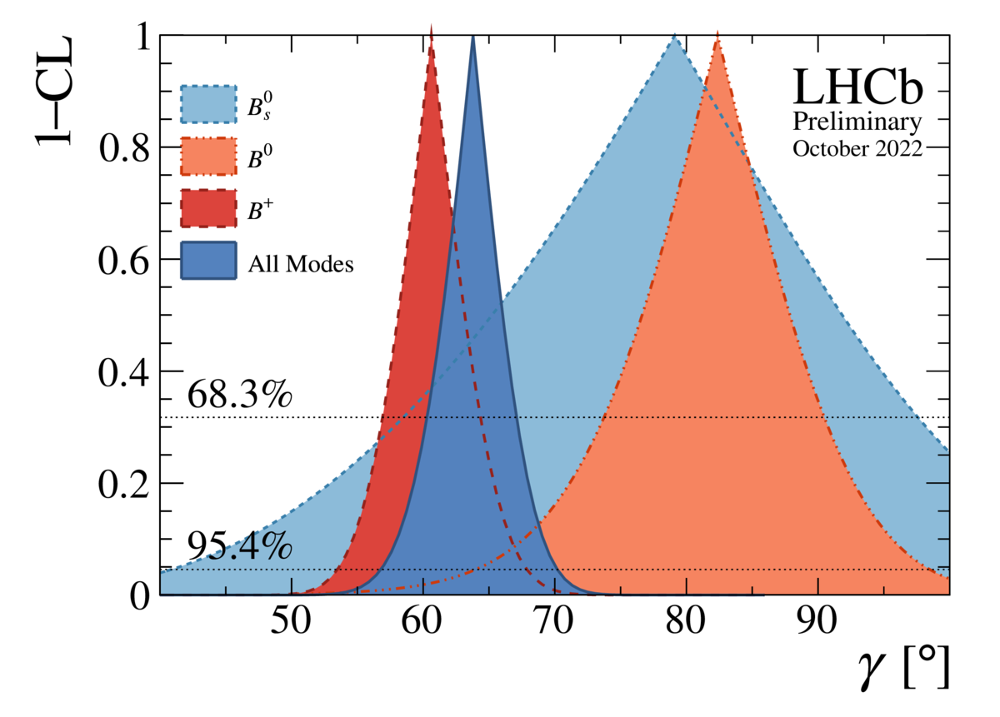 1–CL
1
0.8
0.6
0.4
0.2
0
B_s^0
B^0
B^+
All Modes
LHCb
Preliminary
October 2022
68.3%
95.4%
50 60 70 80 90
γ [°]